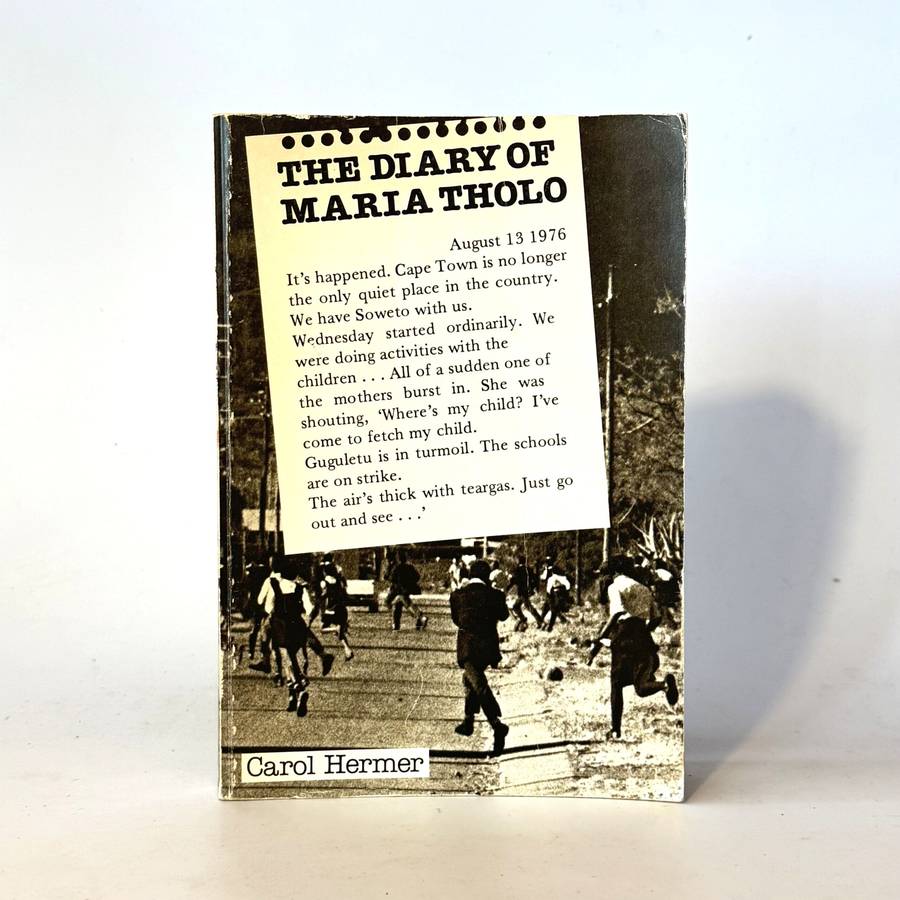 THE DIARY OF
MARIA THOLO
August 13 1976
It's happened. Cape Town is no longer
the only quiet place in the country.
We have Soweto with us.
Wednesday started ordinarily. We
were doing activities with the
children . . . All of a sudden one of
the mothers burst in. She was
shouting, 'Where's my child? I've
come to fetch my child.
Guguletu is in turmoil. The schools
are on strike.
The air's thick with teargas. Just go
out and see . . .'
Carol Hermer